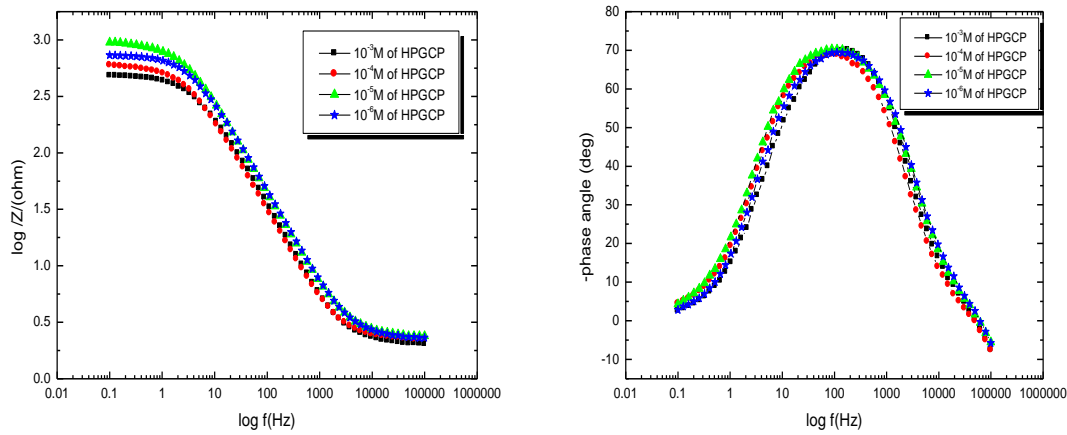 3.0
2.5
2.0
1.5
1.0
0.5
0.0
log /Z/(ohm)
0.01 0.1 1 10 100 1000 10000 100000 1000000
log f(Hz)
10⁻³M of HPGCP
10⁻⁴M of HPGCP
10⁻⁵M of HPGCP
10⁻⁶M of HPGCP
80
70
60
50
40
30
20
10
0
-10
-phase angle (deg)
0.01 0.1 1 10 100 1000 10000 100000 1000000
log f(Hz)
10⁻³M of HPGCP
10⁻⁴M of HPGCP
10⁻⁵M of HPGCP
10⁻⁶M of HPGCP